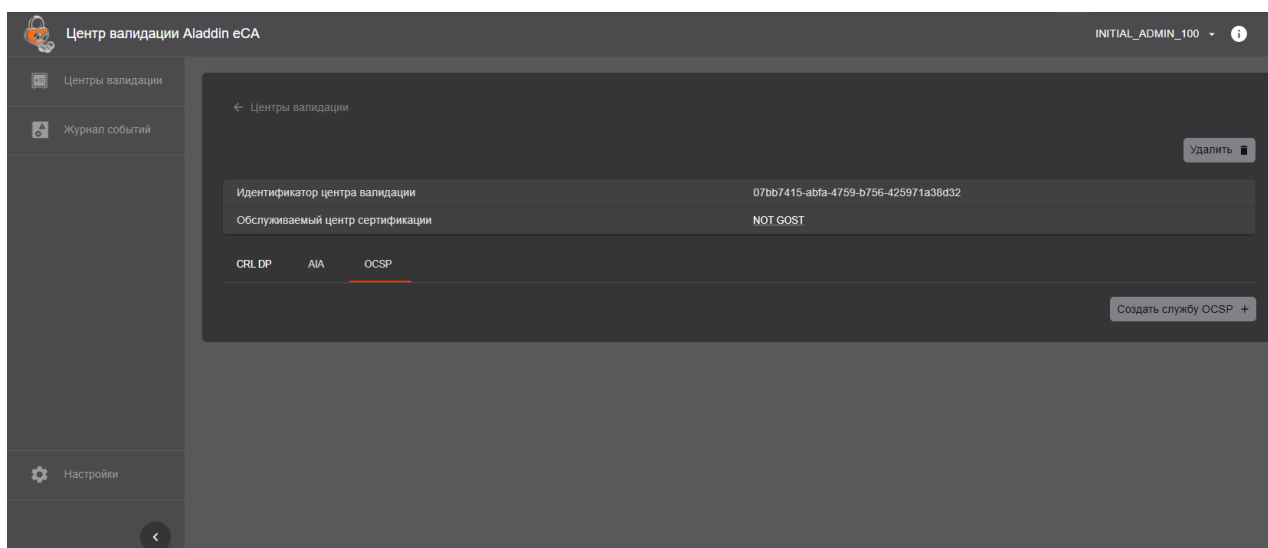 Центр валидации Aladdin eCA
INITIAL_ADMIN_100
Центры валидации
Журнал событий
Центры валидации
Удалить
Идентификатор центра валидации 07bb7415-abfa-4759-b756-425971a38d32
Обслуживаемый центр сертификации NOT GOST
CRL DP AIA OCSP
Создать службу OCSP +
Настройки